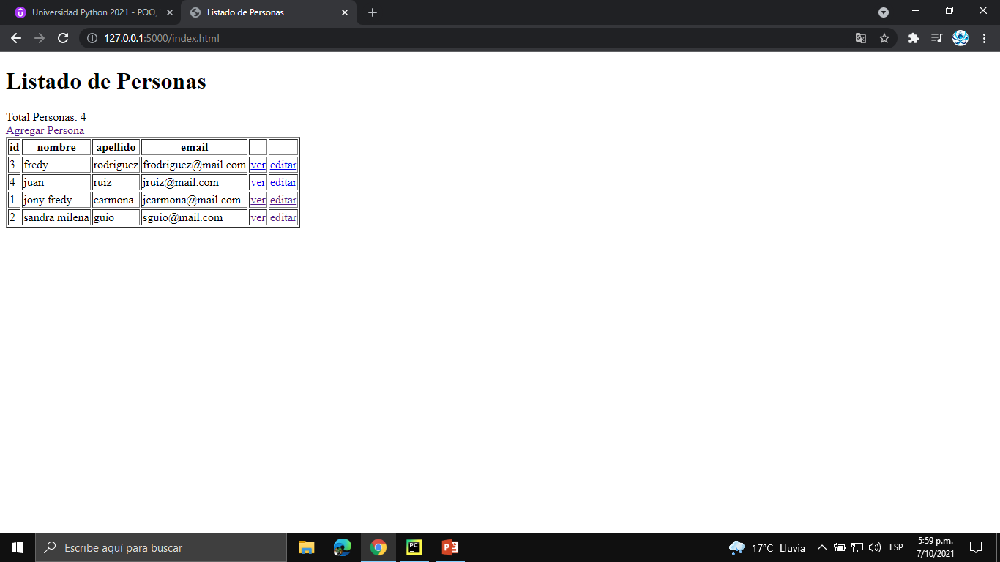 Universidad Python 2021 - POO,
Listado de Personas
127.0.0.1:5000/index.html
Listado de Personas
Total Personas: 4
Agregar Persona
id nombre apellido email
3 fredy rodriguez frodriguez@mail.com ver editar
4 juan ruiz jruiz@mail.com ver editar
1 jony fredy carmona jcarmona@mail.com ver editar
2 sandra milena guio sguio@mail.com ver editar
Escribe aquí para buscar
PC
P
17°C Lluvia
ESP
5:59 p.m.
7/10/2021